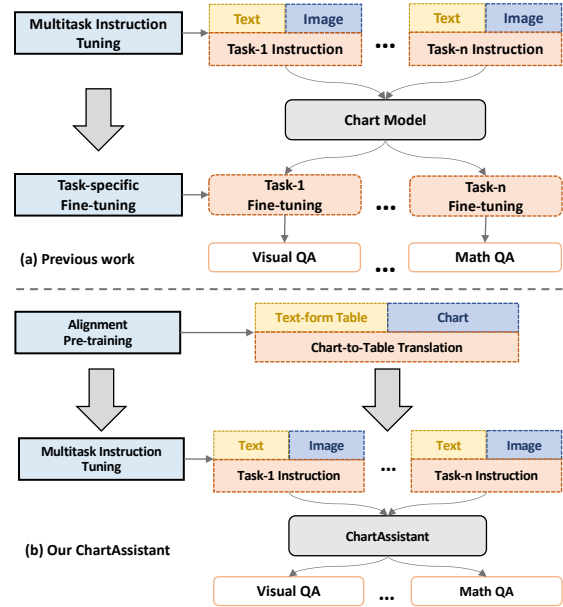 Multitask Instruction
Tuning
Text Image
Task-1 Instruction
...
Text Image
Task-n Instruction
Chart Model
Task-specific
Fine-tuning
Task-1
Fine-tuning
...
Task-n
Fine-tuning
(a) Previous work
Visual QA
...
Math QA
Alignment
Pre-training
Text-form Table Chart
Chart-to-Table Translation
Multitask Instruction
Tuning
Text Image
Task-1 Instruction
...
Text Image
Task-n Instruction
ChartAssistant
(b) Our ChartAssistant
Visual QA
...
Math QA